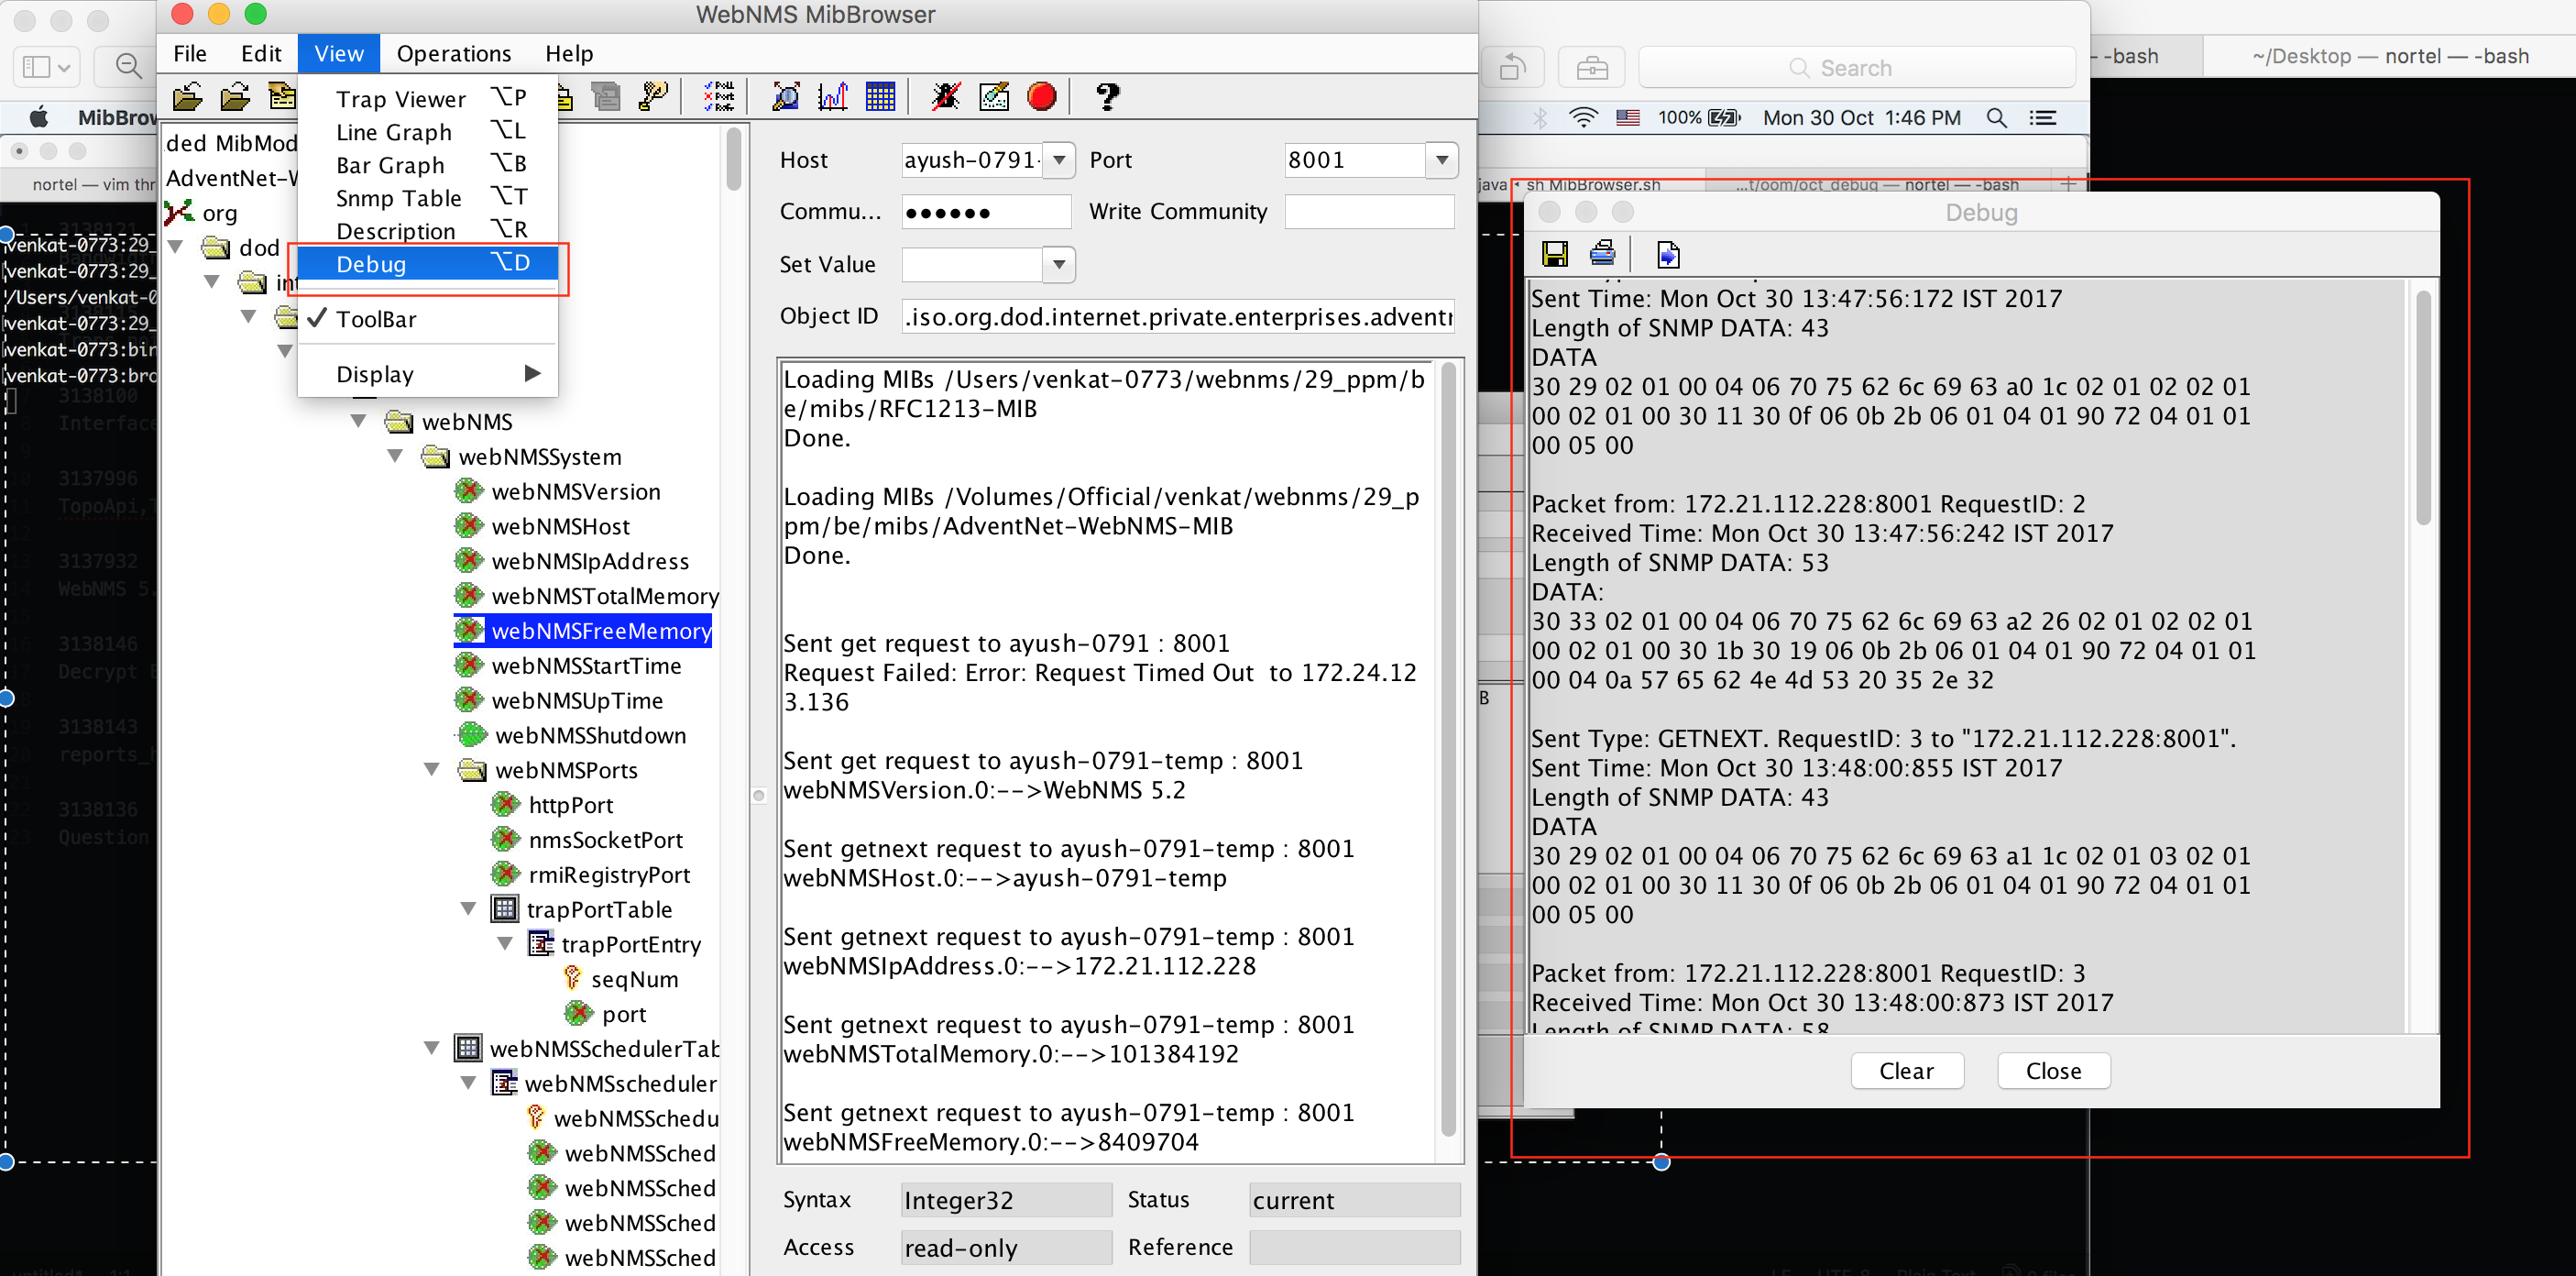 WebNMS MibBrowser
File Edit View Operations Help
Trap Viewer ⌥P
Line Graph ⌥L
Bar Graph ⌥B
Snmp Table ⌥T
Description ⌥R
Debug ⌥D
ToolBar
Display
MibBrow
nortel — vim thr
venkat-0773:29_
venkat-0773:29_
/Users/venkat-0
venkat-0773:29_
venkat-0773:bin
venkat-0773:bro
3138100
Interface
3137996
TopoApi,T
3137932
WebNMS 5.
3138146
Decrypt E
3138143
reports_h
3138136
Question
ded MibMod
AdventNet-W
org
dod
int
webNMS
webNMSSystem
webNMSVersion
webNMSHost
webNMSIpAddress
webNMSTotalMemory
webNMSFreeMemory
webNMSStartTime
webNMSUpTime
webNMSShutdown
webNMSPorts
httpPort
nmsSocketPort
rmiRegistryPort
trapPortTable
trapPortEntry
seqNum
port
webNMSSchedulerTab
webNMSscheduler
webNMSSchedu
webNMSSched
webNMSSched
webNMSSched
webNMSSched
Host ayush-0791- Port 8001
Commu... ●●●●●● Write Community
Set Value
Object ID .iso.org.dod.internet.private.enterprises.adventr
Loading MIBs /Users/venkat-0773/webnms/29_ppm/b
e/mibs/RFC1213-MIB
Done.
Loading MIBs /Volumes/Official/venkat/webnms/29_p
pm/be/mibs/AdventNet-WebNMS-MIB
Done.
Sent get request to ayush-0791 : 8001
Request Failed: Error: Request Timed Out  to 172.24.12
3.136
Sent get request to ayush-0791-temp : 8001
webNMSVersion.0:-->WebNMS 5.2
Sent getnext request to ayush-0791-temp : 8001
webNMSHost.0:-->ayush-0791-temp
Sent getnext request to ayush-0791-temp : 8001
webNMSIpAddress.0:-->172.21.112.228
Sent getnext request to ayush-0791-temp : 8001
webNMSTotalMemory.0:-->101384192
Sent getnext request to ayush-0791-temp : 8001
webNMSFreeMemory.0:-->8409704
Syntax Integer32 Status current
Access read-only Reference
Search
- -bash ~/Desktop — nortel — -bash
100% Mon 30 Oct 1:46 PM
java • sh MibBrowser.sh ...t/oom/oct_debug — nortel — -bash
Debug
Sent Time: Mon Oct 30 13:47:56:172 IST 2017
Length of SNMP DATA: 43
DATA
30 29 02 01 00 04 06 70 75 62 6c 69 63 a0 1c 02 01 02 02 01
00 02 01 00 30 11 30 0f 06 0b 2b 06 01 04 01 90 72 04 01 01
00 05 00
Packet from: 172.21.112.228:8001 RequestID: 2
Received Time: Mon Oct 30 13:47:56:242 IST 2017
Length of SNMP DATA: 53
DATA:
30 33 02 01 00 04 06 70 75 62 6c 69 63 a2 26 02 01 02 02 01
00 02 01 00 30 1b 30 19 06 0b 2b 06 01 04 01 90 72 04 01 01
00 04 0a 57 65 62 4e 4d 53 20 35 2e 32
Sent Type: GETNEXT. RequestID: 3 to "172.21.112.228:8001".
Sent Time: Mon Oct 30 13:48:00:855 IST 2017
Length of SNMP DATA: 43
DATA
30 29 02 01 00 04 06 70 75 62 6c 69 63 a1 1c 02 01 03 02 01
00 02 01 00 30 11 30 0f 06 0b 2b 06 01 04 01 90 72 04 01 01
00 05 00
Packet from: 172.21.112.228:8001 RequestID: 3
Received Time: Mon Oct 30 13:48:00:873 IST 2017
Length of SNMP DATA: 58
Clear Close
B